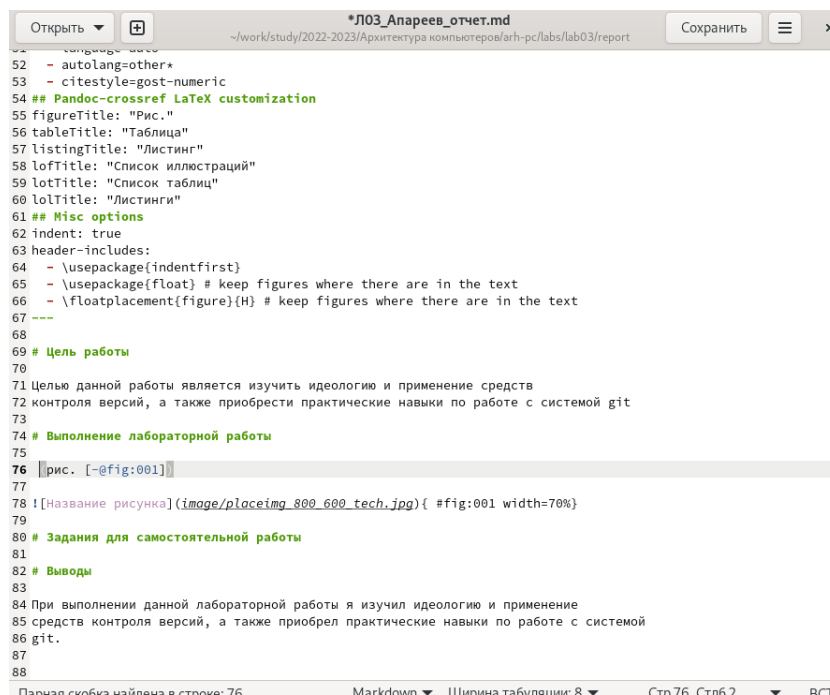 Открыть
*Л03_Апареев_отчет.md
~/work/study/2022-2023/Архитектура компьютеров/arh-pc/labs/lab03/report
Сохранить
52 - autolang=other*
53 - citestyle=gost-numeric
54 ## Pandoc-crossref LaTeX customization
55 figureTitle: "Рис."
56 tableTitle: "Таблица"
57 listingTitle: "Листинг"
58 lofTitle: "Список иллюстраций"
59 lotTitle: "Список таблиц"
60 lolTitle: "Листинги"
61 ## Misc options
62 indent: true
63 header-includes:
64 - \usepackage{indentfirst}
65 - \usepackage{float} # keep figures where there are in the text
66 - \floatplacement{figure}{H} # keep figures where there are in the text
67 ---
68
69 # Цель работы
70
71 Целью данной работы является изучить идеологию и применение средств
72 контроля версий, а также приобрести практические навыки по работе с системой git
73
74 # Выполнение лабораторной работы
75
76 (рис. [-@fig:001])
77
78 ![Название рисунка](image/placeimg_800_600_tech.jpg){ #fig:001 width=70%}
79
80 # Задания для самостоятельной работы
81
82 # Выводы
83
84 При выполнении данной лабораторной работы я изучил идеологию и применение
85 средств контроля версий, а также приобрел практические навыки по работе с системой
86 git.
87
88
Парная скобка найдена в строке: 76 Markdown Ширина табуляции: 8 Стр 76, Стлб 2